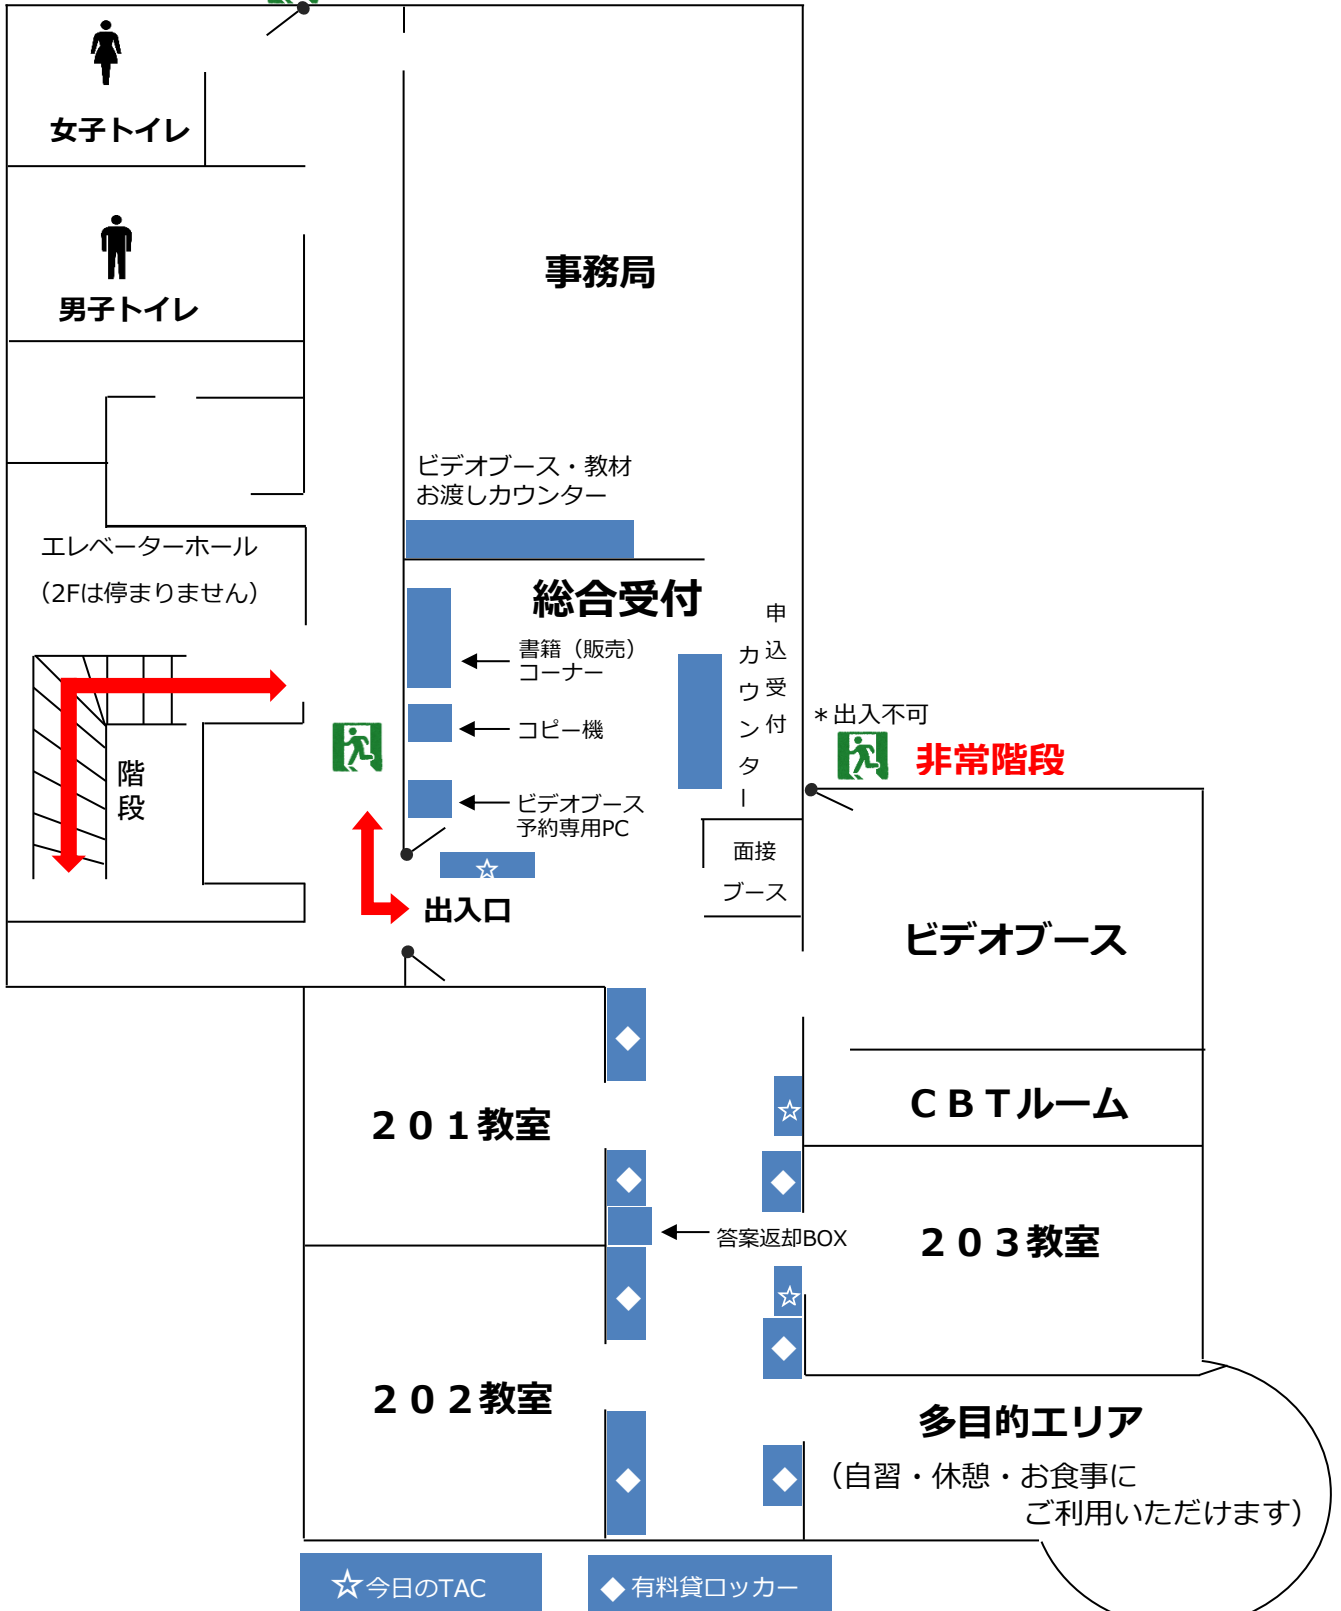 女子トイレ
男子トイレ
事務局
ビデオブース・教材
お渡しカウンター
エレベーターホール
（2Fは停まりません）
総合受付
申込受付
カウンター
書籍（販売）
コーナー
コピー機
ビデオブース
予約専用PC
階段
＊出入不可
非常階段
面接
ブース
☆
出入口
ビデオブース
ＣＢＴルーム
２０１教室
◆
☆
◆
◆
答案返却BOX
２０３教室
◆
☆
◆
２０２教室
多目的エリア
（自習・休憩・お食事に
ご利用いただけます）
◆
◆
☆今日のTAC
◆有料貸ロッカー